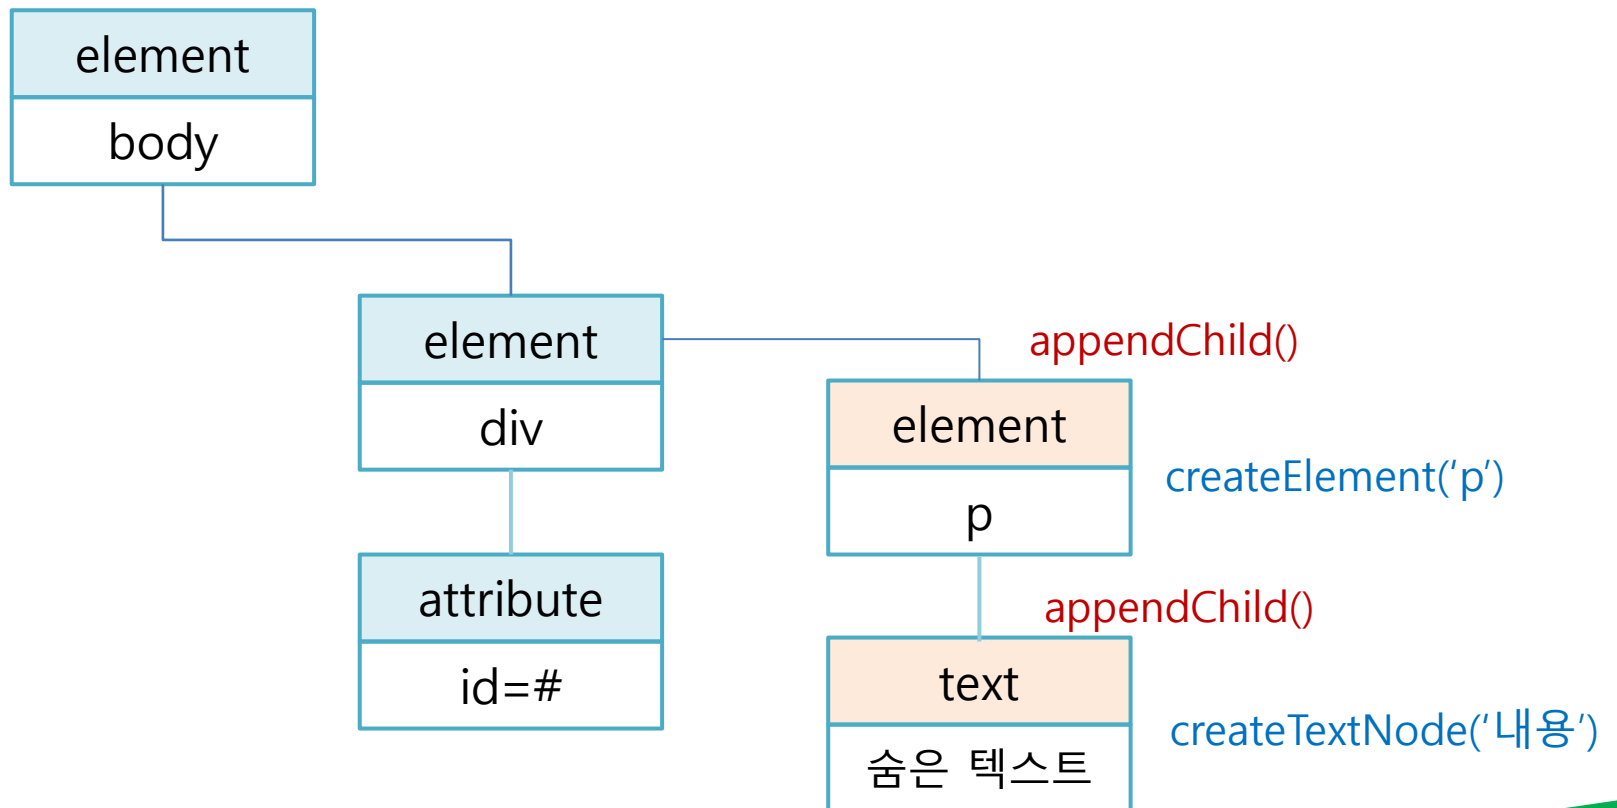 element
body
element
div
appendChild()
element
p
createElement(‘p’)
attribute
id=#
appendChild()
text
숨은 텍스트
createTextNode(‘내용’)